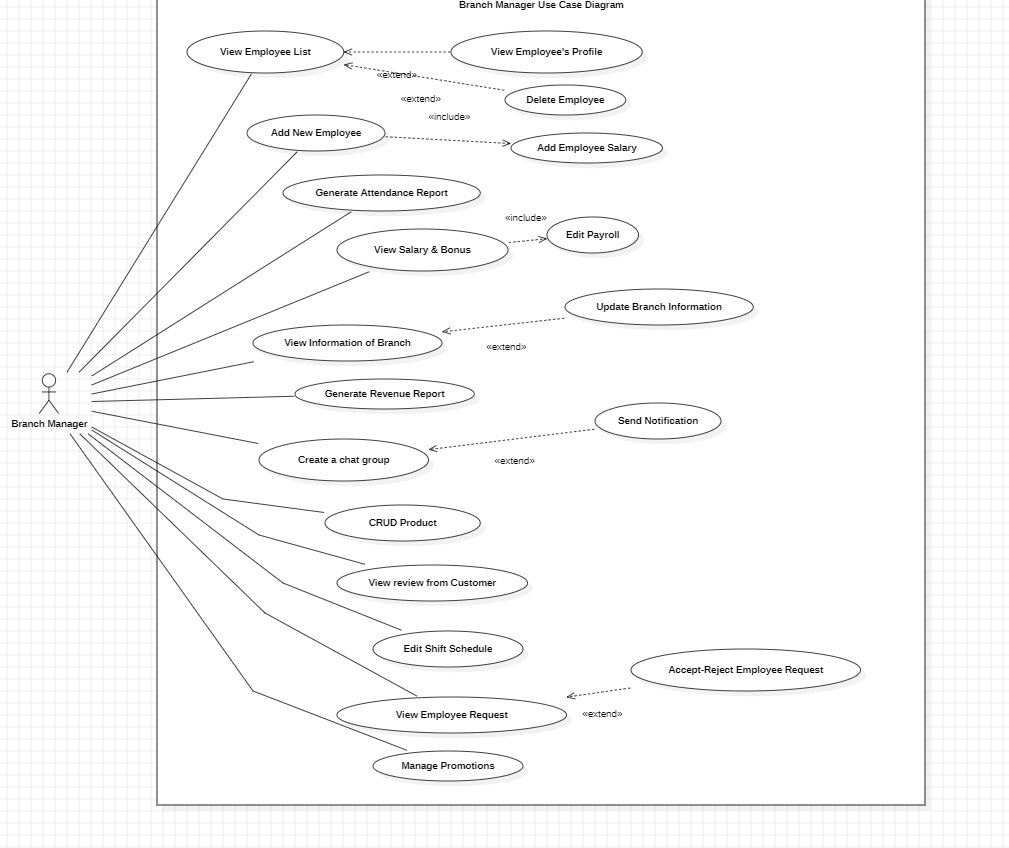 Branch Manager Use Case Diagram
View Employee List
View Employee's Profile
«extend»
Delete Employee
«extend»
«include»
Add New Employee
Add Employee Salary
Generate Attendance Report
«include»
Edit Payroll
View Salary & Bonus
Update Branch Information
View Information of Branch
«extend»
Generate Revenue Report
Branch Manager
Send Notification
Create a chat group
«extend»
CRUD Product
View review from Customer
Edit Shift Schedule
Accept-Reject Employee Request
View Employee Request
«extend»
Manage Promotions